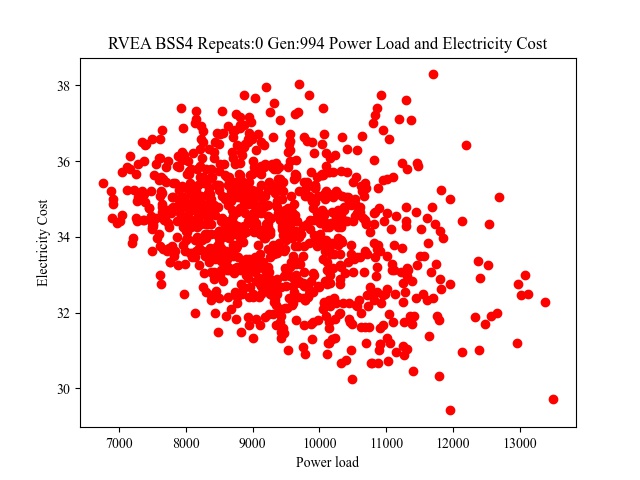 RVEA BSS4 Repeats:0 Gen:994 Power Load and Electricity Cost
38
36
34
32
30
Electricity Cost
7000 8000 9000 10000 11000 12000 13000
Power load